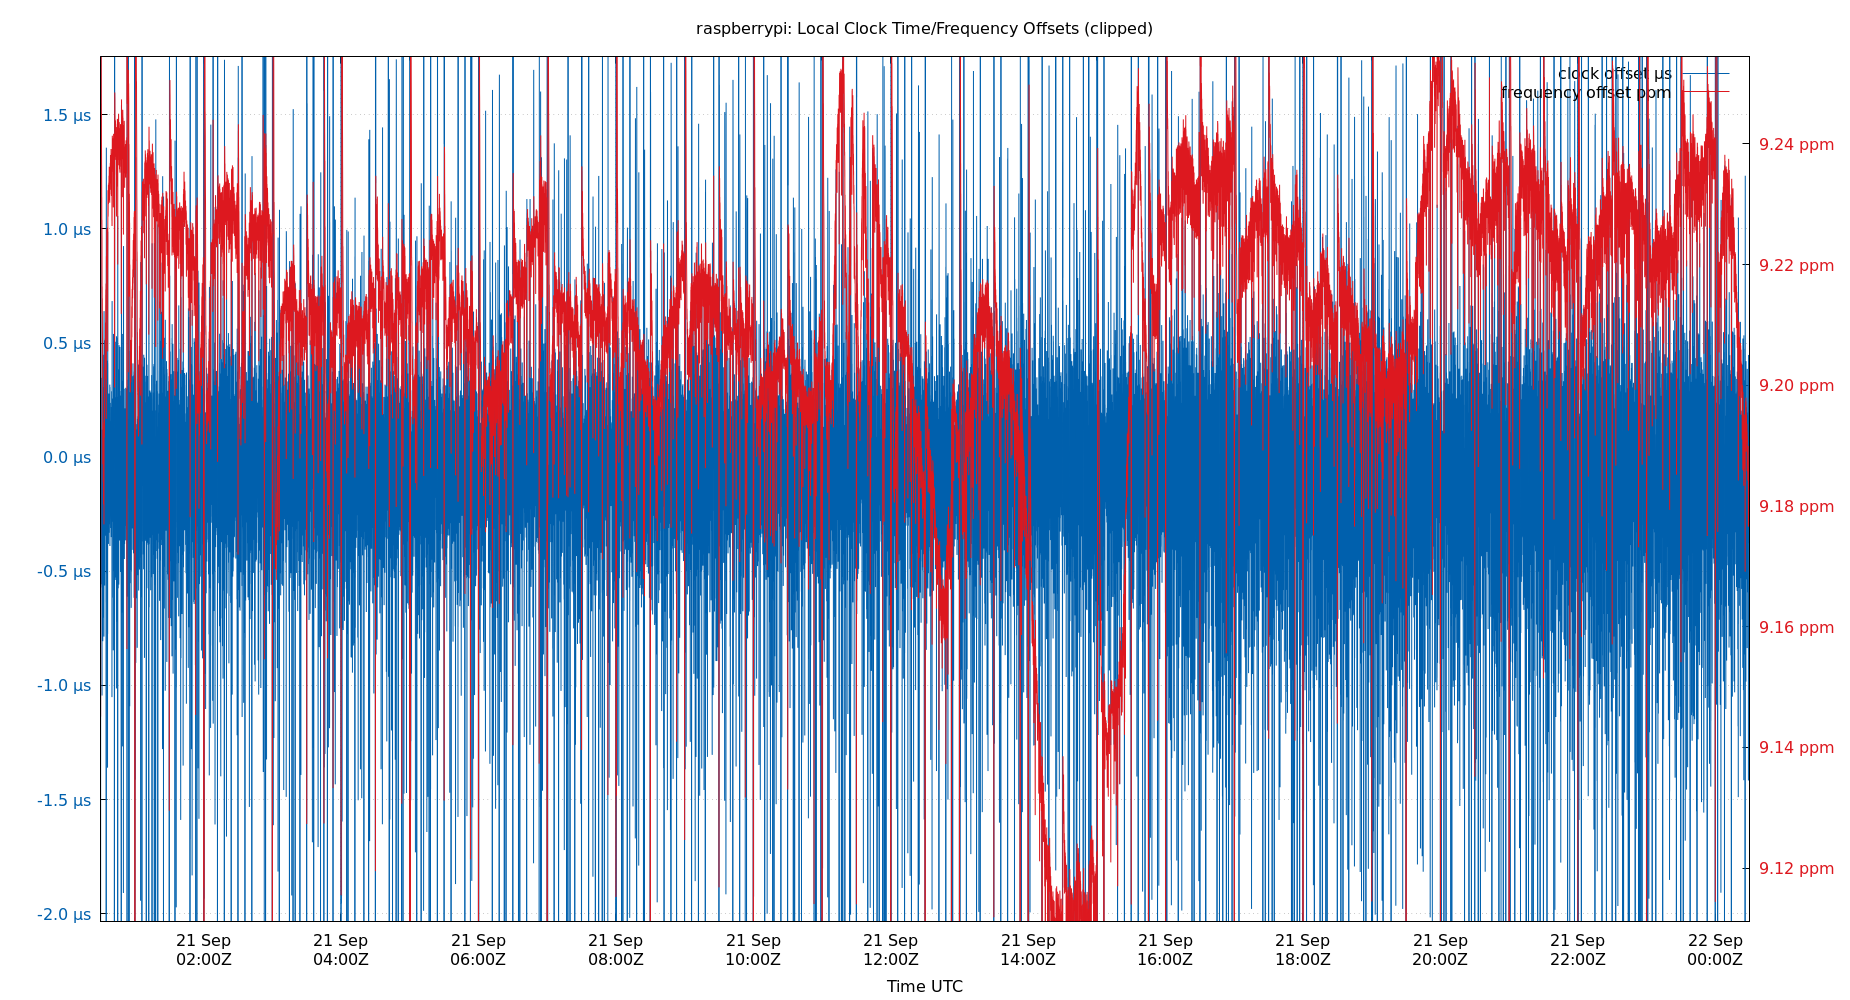 raspberrypi: Local Clock Time/Frequency Offsets (clipped)
clock offset µs
frequency offset ppm
1.5 µs
1.0 µs
0.5 µs
0.0 µs
-0.5 µs
-1.0 µs
-1.5 µs
-2.0 µs
9.24 ppm
9.22 ppm
9.20 ppm
9.18 ppm
9.16 ppm
9.14 ppm
9.12 ppm
21 Sep 21 Sep 21 Sep 21 Sep 21 Sep 21 Sep 21 Sep 21 Sep 21 Sep 21 Sep 21 Sep 22 Sep
02:00Z 04:00Z 06:00Z 08:00Z 10:00Z 12:00Z 14:00Z 16:00Z 18:00Z 20:00Z 22:00Z 00:00Z
Time UTC